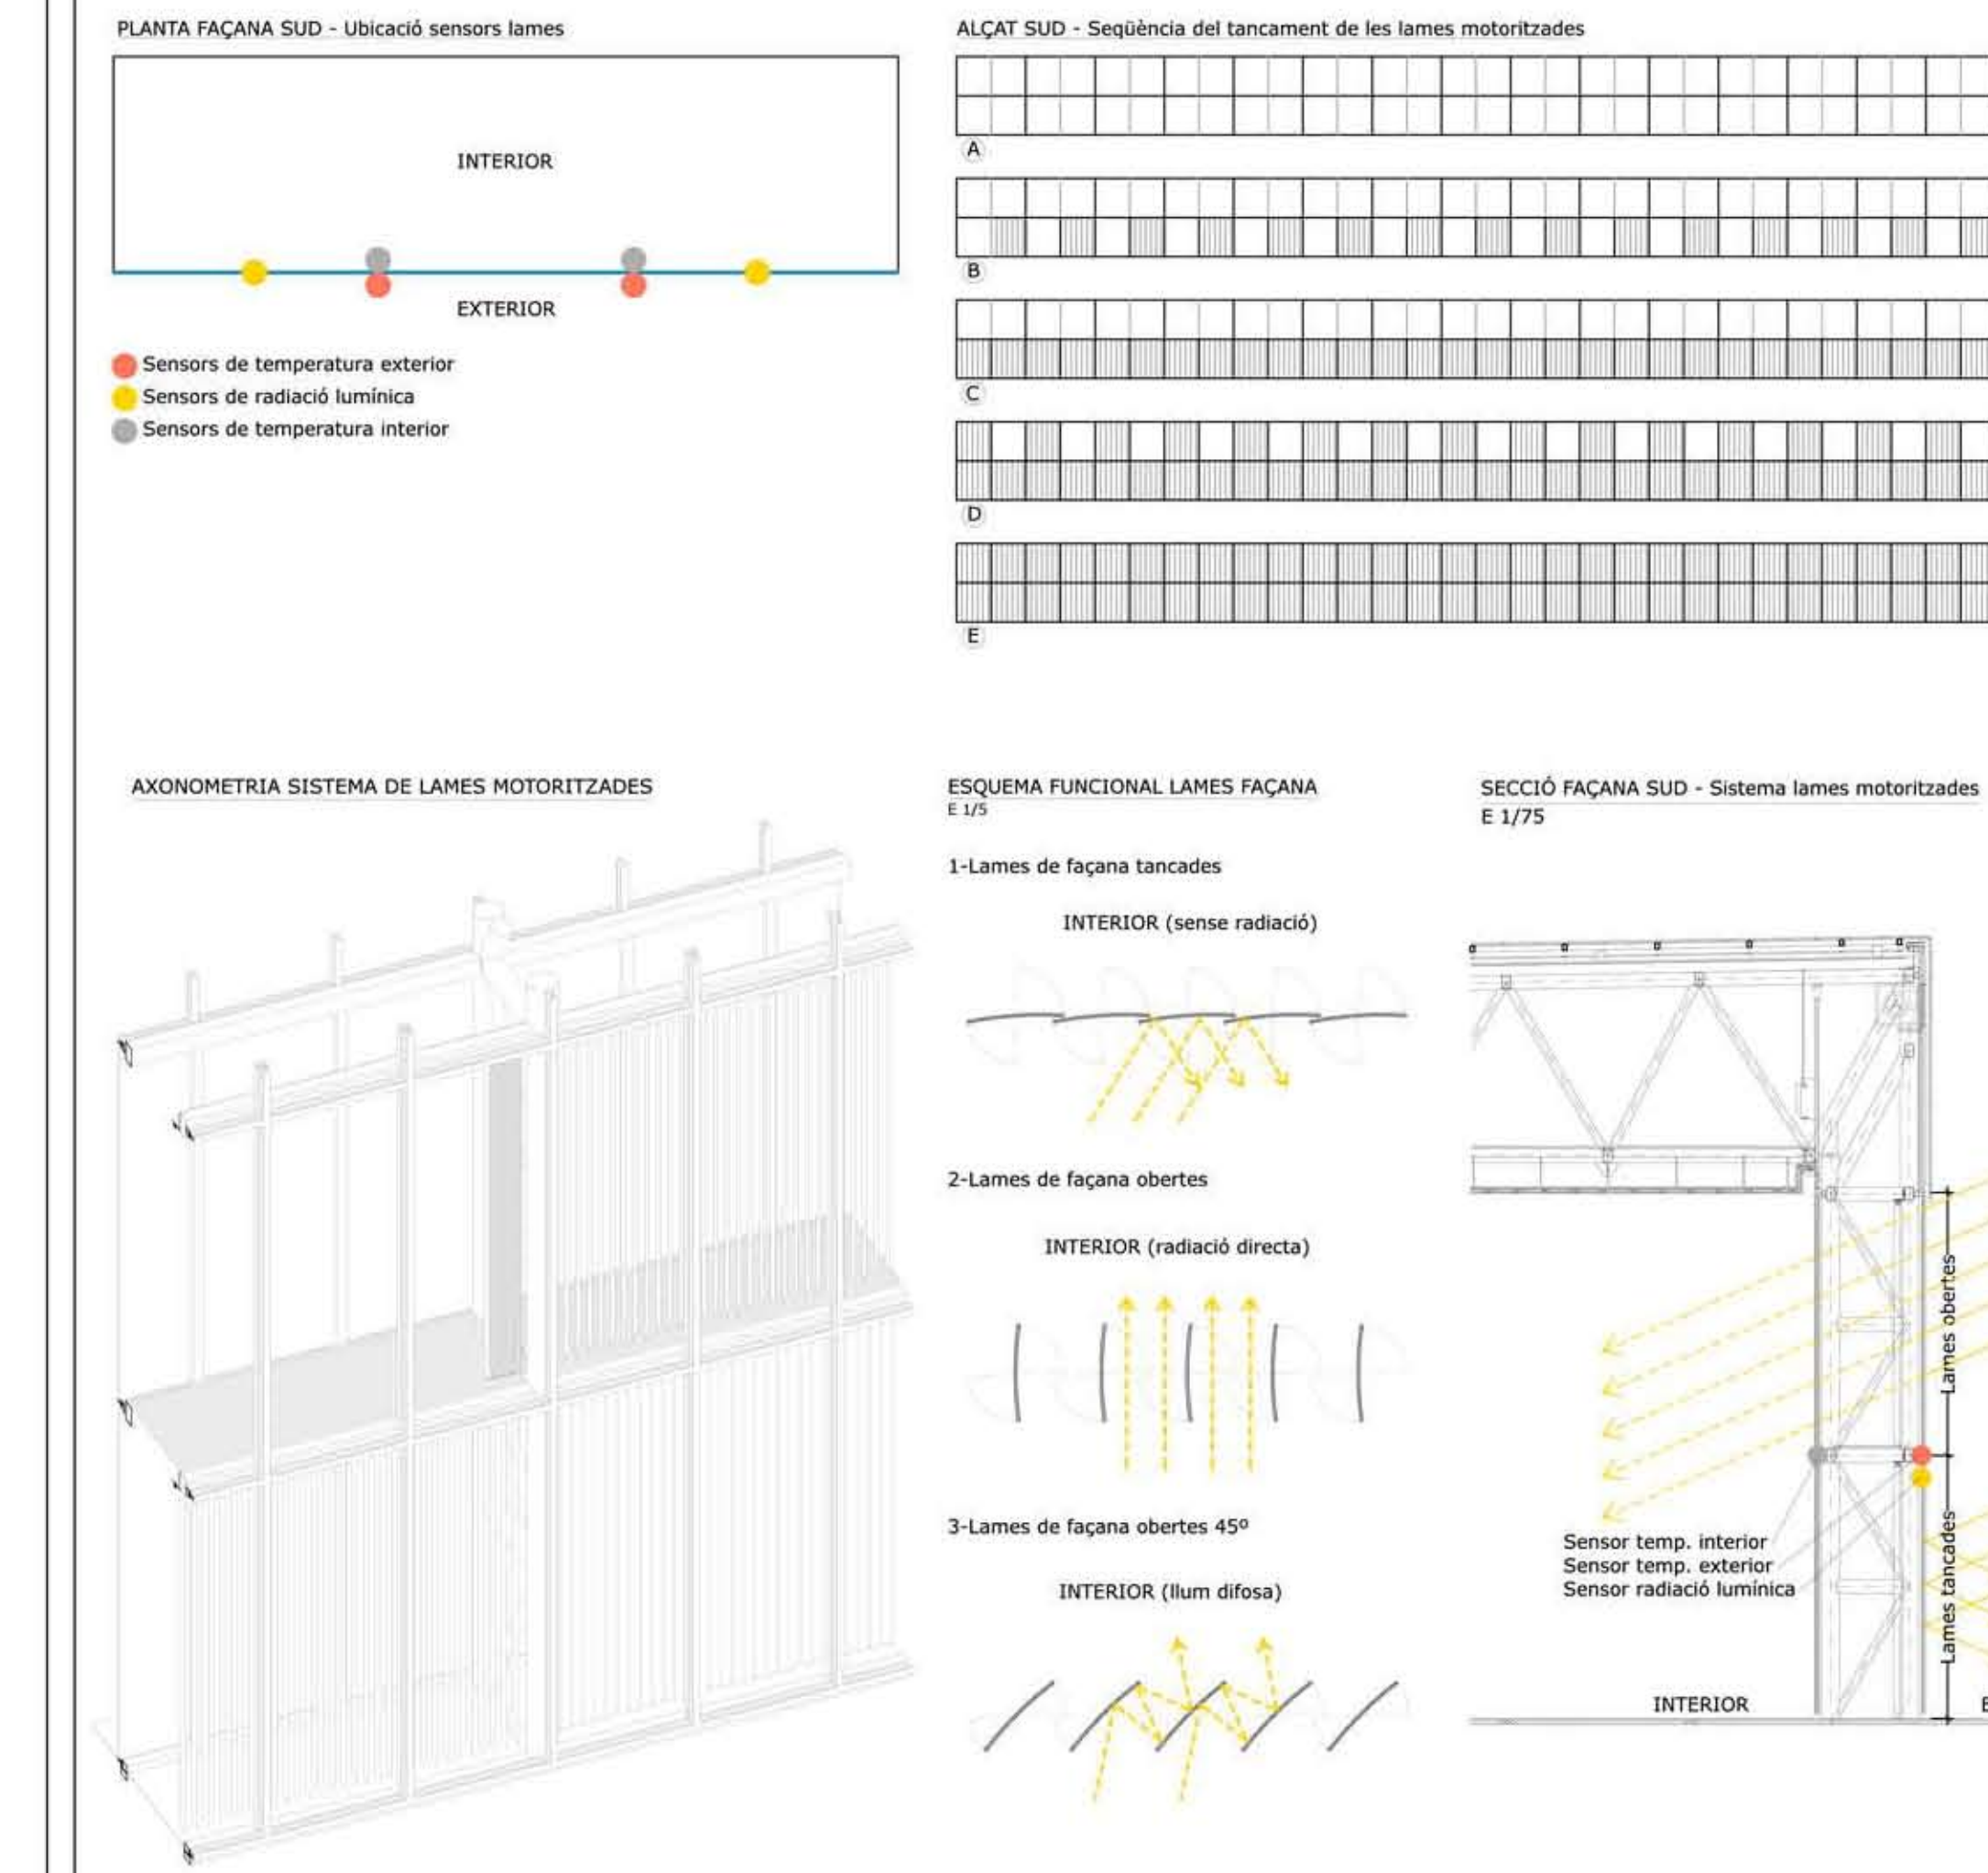 PLANTA FAÇANA SUD - Ubicació sensors lames
INTERIOR
EXTERIOR
Sensors de temperatura exterior
Sensors de radiació lumínica
Sensors de temperatura interior
ALÇAT SUD - Seqüència del tancament de les lames motoritzades
A
B
C
D
E
AXONOMETRIA SISTEMA DE LAMES MOTORITZADES
ESQUEMA FUNCIONAL LAMES FAÇANA
E 1/5
1-Lames de façana tancades
INTERIOR (sense radiació)
2-Lames de façana obertes
INTERIOR (radiació directa)
3-Lames de façana obertes 45º
INTERIOR (llum difosa)
SECCIÓ FAÇANA SUD - Sistema lames motoritzades
E 1/75
Lames obertes
Lames tancades
Sensor temp. interior
Sensor temp. exterior
Sensor radiació lumínica
INTERIOR